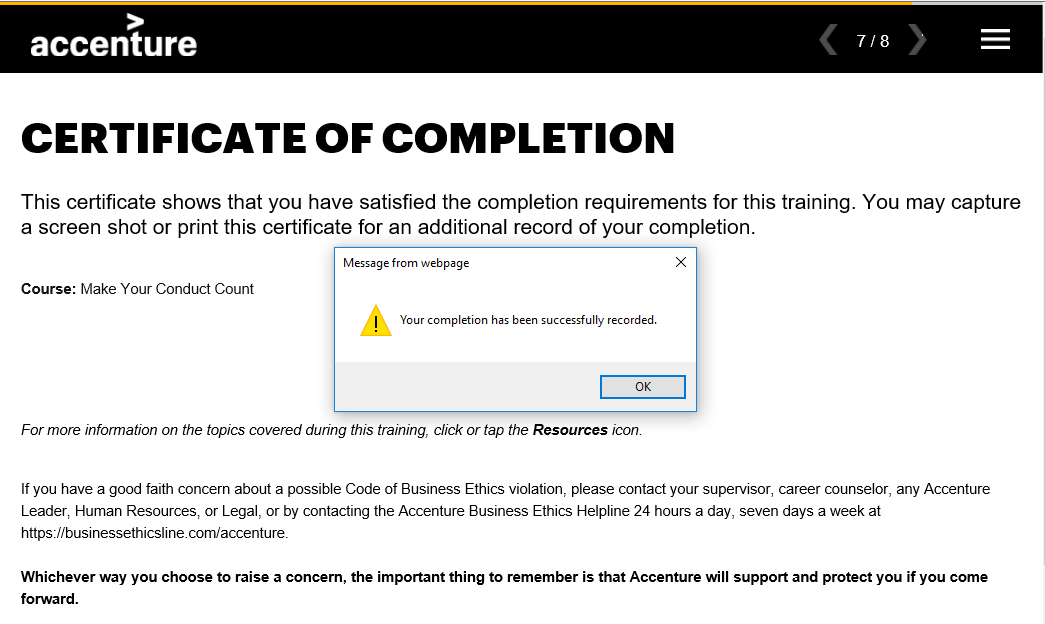 accenture
7 / 8
CERTIFICATE OF COMPLETION
This certificate shows that you have satisfied the completion requirements for this training. You may capture
a screen shot or print this certificate for an additional record of your completion.
Message from webpage
Course: Make Your Conduct Count
Your completion has been successfully recorded.
OK
For more information on the topics covered during this training, click or tap the Resources icon.
If you have a good faith concern about a possible Code of Business Ethics violation, please contact your supervisor, career counselor, any Accenture
Leader, Human Resources, or Legal, or by contacting the Accenture Business Ethics Helpline 24 hours a day, seven days a week at
https://businessethicsline.com/accenture.
Whichever way you choose to raise a concern, the important thing to remember is that Accenture will support and protect you if you come
forward.